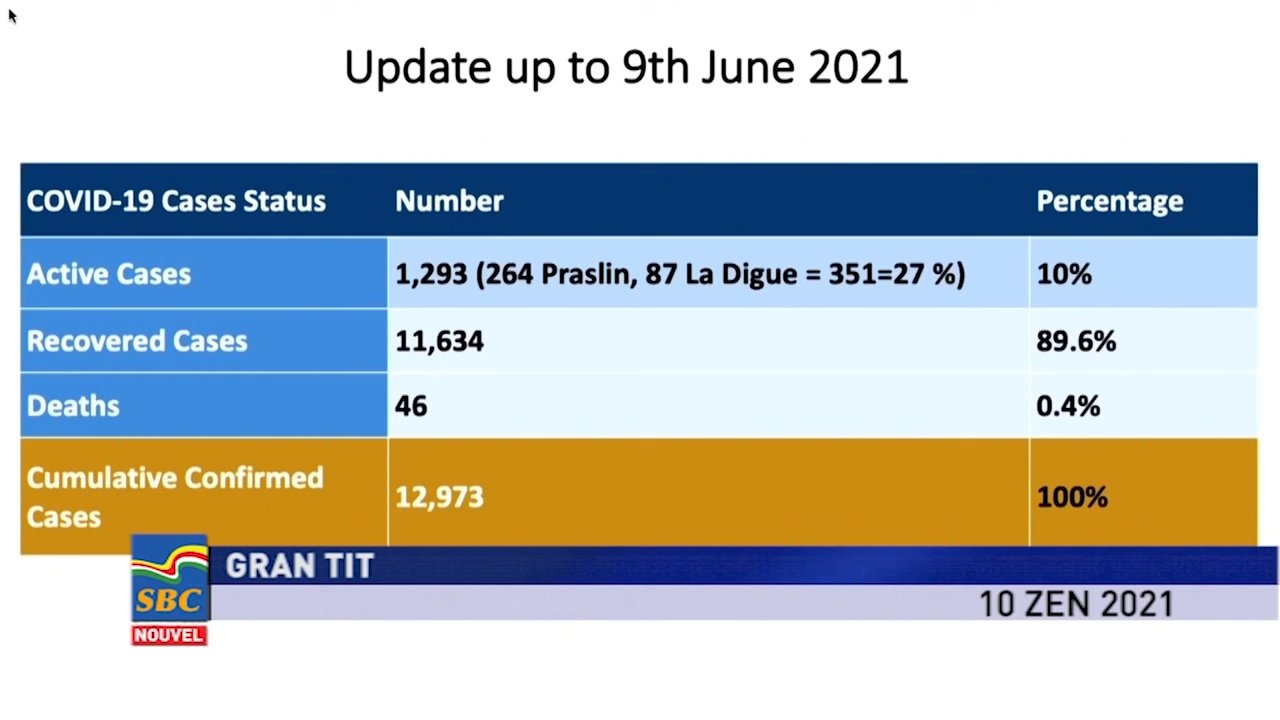 Update up to 9th June 2021
COVID-19 Cases Status Number Percentage
Active Cases 1,293 (264 Praslin, 87 La Digue = 351=27 %) 10%
Recovered Cases 11,634 89.6%
Deaths 46 0.4%
Cumulative Confirmed
Cases 12,973 100%
GRAN TIT
SBC
10 ZEN 2021
NOUVEL